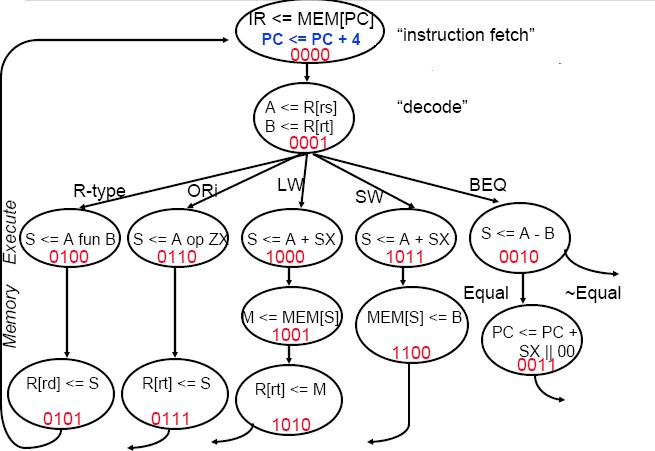 IR <= MEM[PC]
PC <= PC + 4
0000
“instruction fetch”
A <= R[rs]
B <= R[rt]
0001
“decode”
R-type
ORi
LW
SW
BEQ
Execute
S <= A fun B
0100
S <= A op ZX
0110
S <= A + SX
1000
S <= A + SX
1011
S <= A - B
0010
Equal
~Equal
Memory
M <= MEM[S]
1001
MEM[S] <= B
1100
PC <= PC +
SX || 00
0011
R[rd] <= S
0101
R[rt] <= S
0111
R[rt] <= M
1010